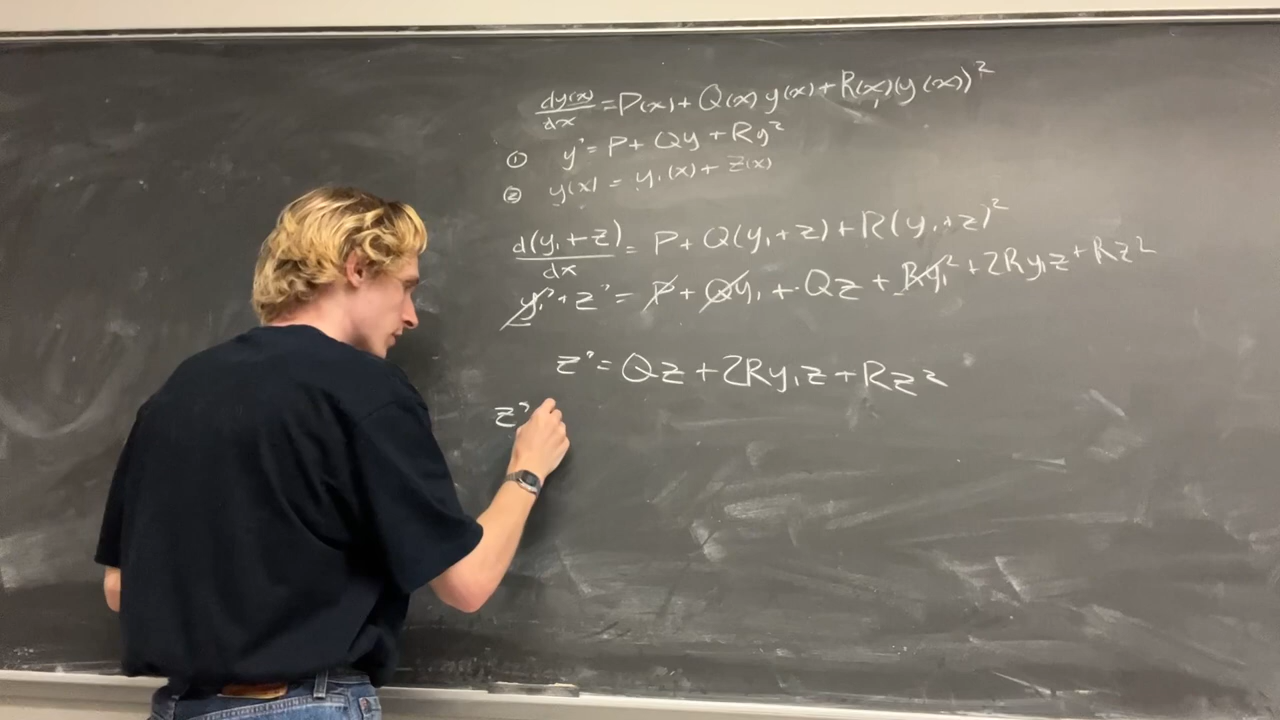 dy(x)/dx = P(x) + Q(x) y(x) + R(x)(y(x))²
① y' = P + Qy + Ry²
② y(x) = y₁(x) + z(x)
d(y₁+z)/dx = P + Q(y₁+z) + R(y₁+z)²
y₁' + z' = P + Qy₁ + Qz + Ry₁² + 2Ry₁z + Rz²
z' = Qz + 2Ry₁z + Rz²
z'